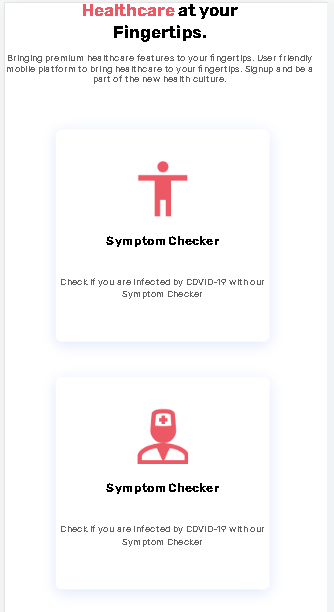 Healthcare at your
Fingertips.
Bringing premium healthcare features to your fingertips. User friendly
mobile platform to bring healthcare to your fingertips. Signup and be a
part of the new health culture.
Symptom Checker
Check if you are infected by COVID-19 with our
Symptom Checker
Symptom Checker
Check if you are infected by COVID-19 with our
Symptom Checker